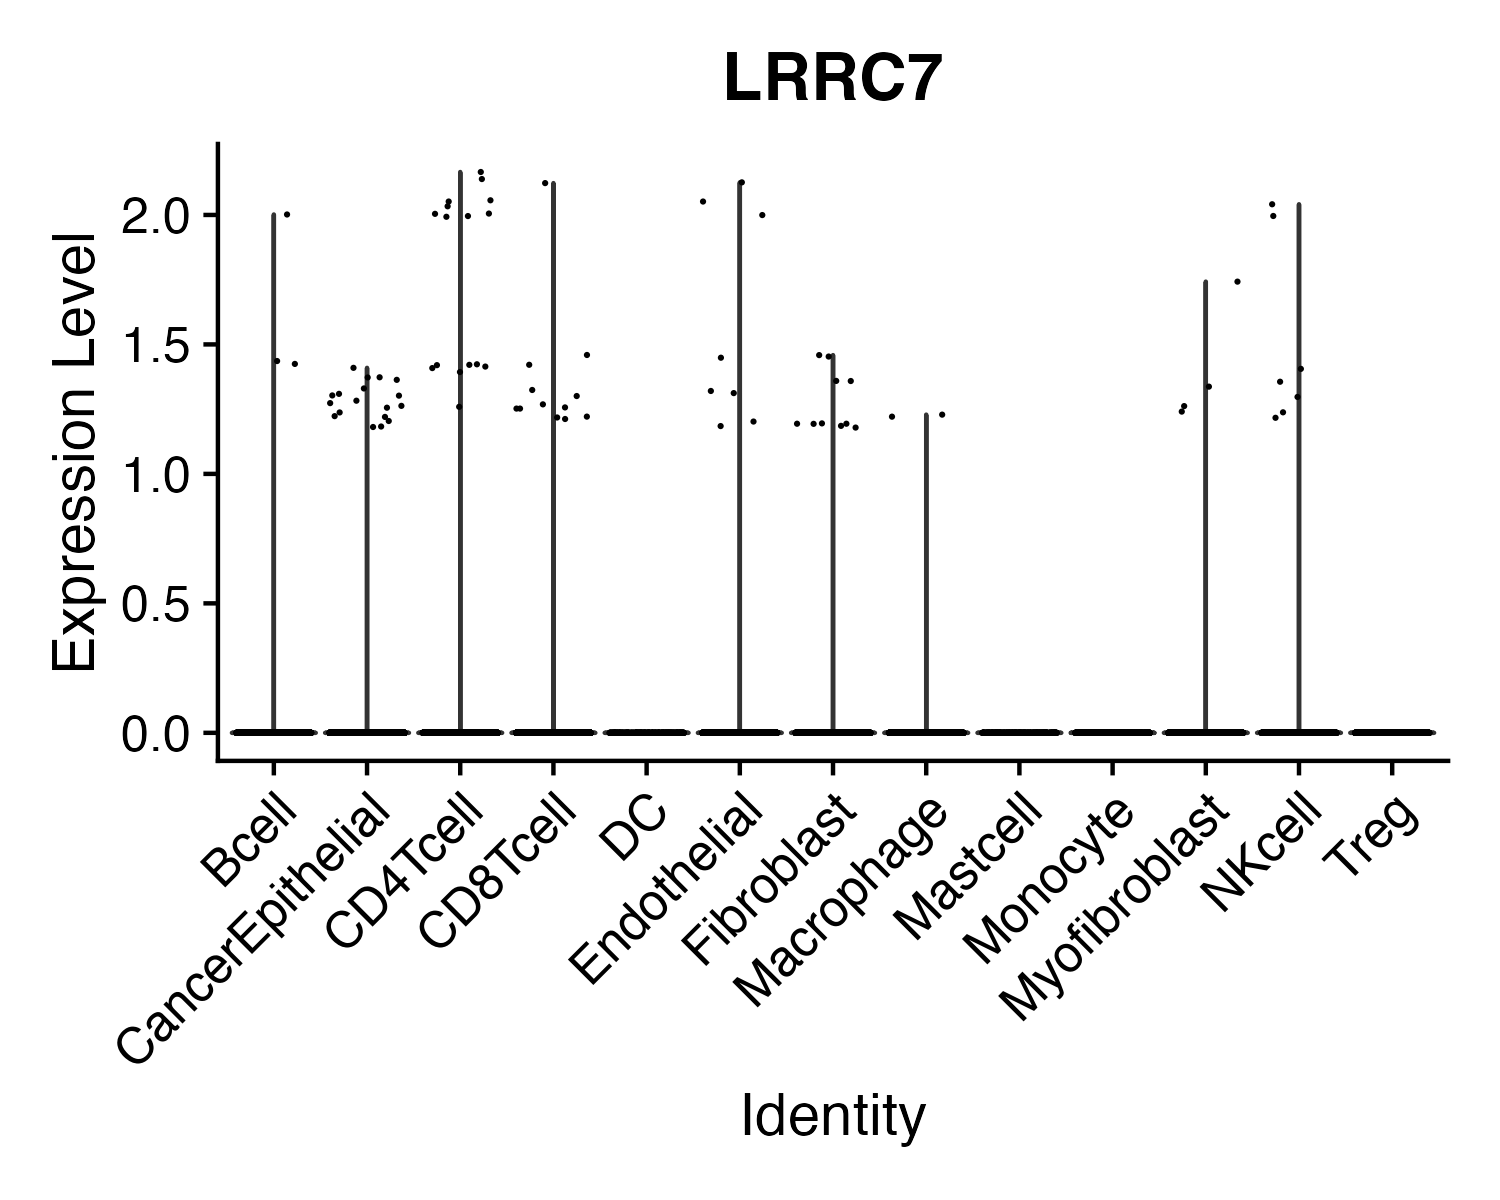 LRRC7
Expression Level
2.0
1.5
1.0
0.5
0.0
Bcell
CancerEpithelial
CD4Tcell
CD8Tcell
DC
Endothelial
Fibroblast
Macrophage
Mastcell
Monocyte
Myofibroblast
NKcell
Treg
Identity